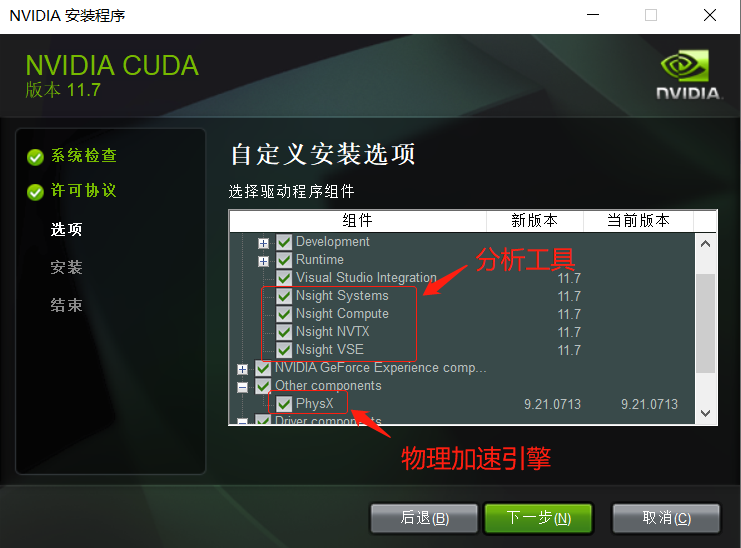 NVIDIA 安装程序
NVIDIA CUDA
版本 11.7
NVIDIA.
系统检查
许可协议
选项
安装
结束
自定义安装选项
选择驱动程序组件
组件 新版本 当前版本
Development
Runtime
Visual Studio Integration 11.7
Nsight Systems 11.7
Nsight Compute 11.7
Nsight NVTX 11.7
Nsight VSE 11.7
NVIDIA GeForce Experience comp...
Other components
PhysX 9.21.0713 9.21.0713
Driver components
分析工具
物理加速引擎
后退(B) 下一步(N) 取消(C)